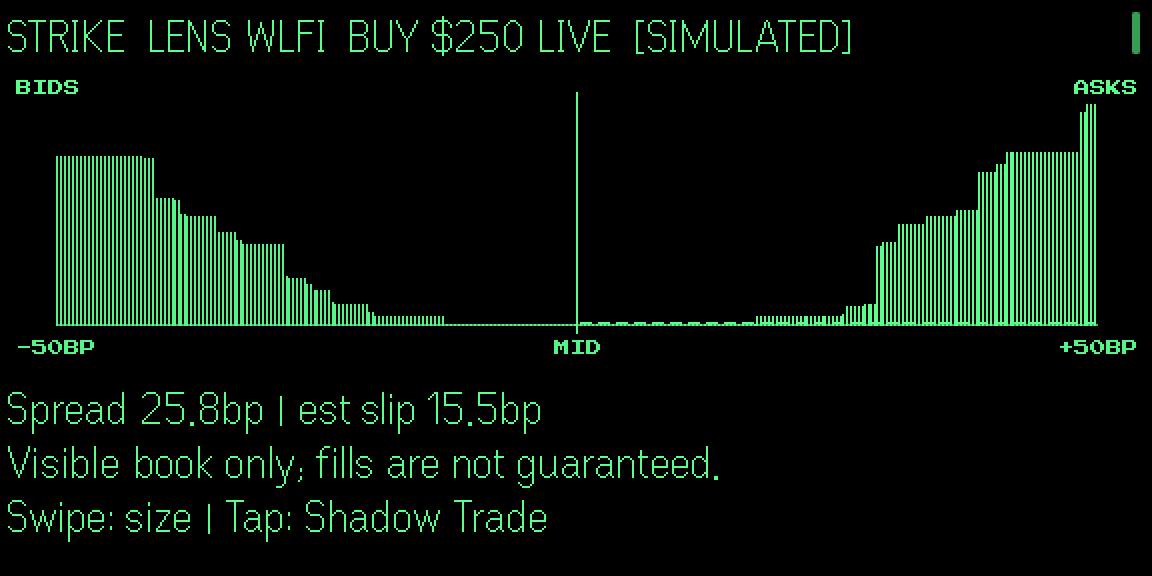 STRIKE LENS WLFI BUY $250 LIVE [SIMULATED]
BIDS ASKS
-50BP MID +50BP
Spread 25.8bp | est slip 15.5bp
Visible book only; fills are not guaranteed.
Swipe: size | Tap: Shadow Trade